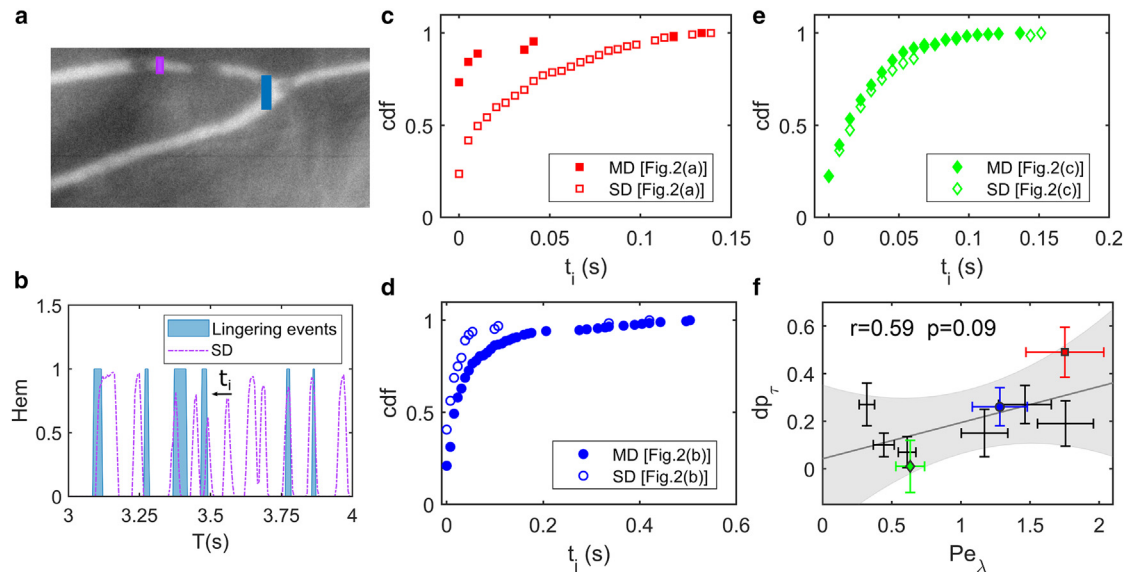 a
b
Hem
1.5
1
0.5
0
Lingering events
SD
t_i
3
3.25
3.5
3.75
4
T(s)
c
cdf
1
0.5
0
MD [Fig.2(a)]
SD [Fig.2(a)]
0
0.05
0.1
0.15
t_i (s)
d
cdf
1
0.5
0
MD [Fig.2(b)]
SD [Fig.2(b)]
0
0.2
0.4
0.6
t_i (s)
e
cdf
1
0.5
0
MD [Fig.2(c)]
SD [Fig.2(c)]
0
0.05
0.1
0.15
0.2
t_i (s)
f
r=0.59 p=0.09
dp_τ
0.6
0.4
0.2
0
0
0.5
1
1.5
2
Pe_λ